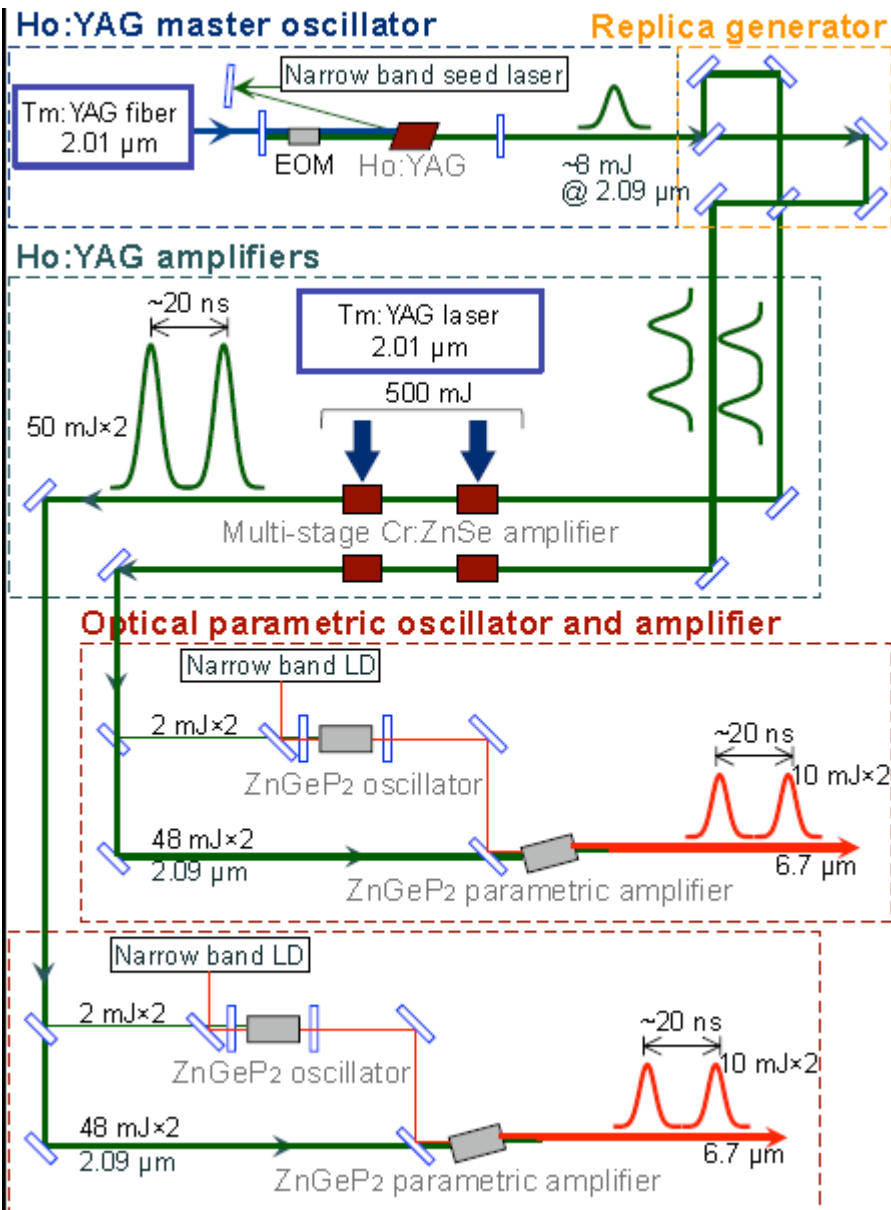 Ho:YAG master oscillator
Replica generator
Narrow band seed laser
Tm:YAG fiber
2.01 µm
EOM
Ho:YAG
~8 mJ
@ 2.09 µm
Ho:YAG amplifiers
~20 ns
Tm:YAG laser
2.01 µm
500 mJ
50 mJ×2
Multi-stage Cr:ZnSe amplifier
Optical parametric oscillator and amplifier
Narrow band LD
2 mJ×2
ZnGeP₂ oscillator
~20 ns
10 mJ×2
48 mJ×2
2.09 µm
6.7 µm
ZnGeP₂ parametric amplifier
Narrow band LD
2 mJ×2
ZnGeP₂ oscillator
~20 ns
10 mJ×2
48 mJ×2
2.09 µm
6.7 µm
ZnGeP₂ parametric amplifier